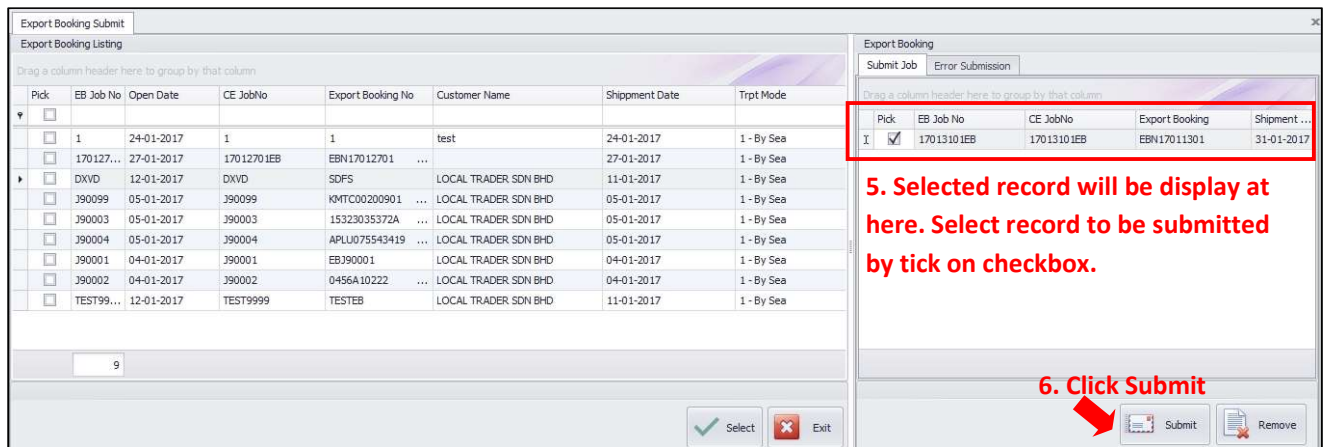 Export Booking Submit
Export Booking Listing
Drag a column header here to group by that column
Pick EB Job No Open Date CE JobNo Export Booking No Customer Name Shippment Date Trpt Mode
1 24-01-2017 1 1 test 24-01-2017 1 - By Sea
170127... 27-01-2017 17012701EB EBN17012701 ... 27-01-2017 1 - By Sea
DXVD 12-01-2017 DXVD SDFS LOCAL TRADER SDN BHD 11-01-2017 1 - By Sea
J90099 05-01-2017 J90099 KMTC00200901 ... LOCAL TRADER SDN BHD 05-01-2017 1 - By Sea
J90003 05-01-2017 J90003 15323035372A ... LOCAL TRADER SDN BHD 05-01-2017 1 - By Sea
J90004 05-01-2017 J90004 APLU075543419 ... LOCAL TRADER SDN BHD 05-01-2017 1 - By Sea
J90001 04-01-2017 J90001 EBJ90001 LOCAL TRADER SDN BHD 04-01-2017 1 - By Sea
J90002 04-01-2017 J90002 0456A10222 ... LOCAL TRADER SDN BHD 04-01-2017 1 - By Sea
TEST99... 12-01-2017 TEST9999 TESTEB LOCAL TRADER SDN BHD 11-01-2017 1 - By Sea
9
Select Exit
Export Booking
Submit Job Error Submission
Drag a column header here to group by that column
Pick EB Job No CE JobNo Export Booking Shipment ...
17013101EB 17013101EB EBN17011301 31-01-2017
5. Selected record will be display at
here. Select record to be submitted
by tick on checkbox.
6. Click Submit
Submit Remove